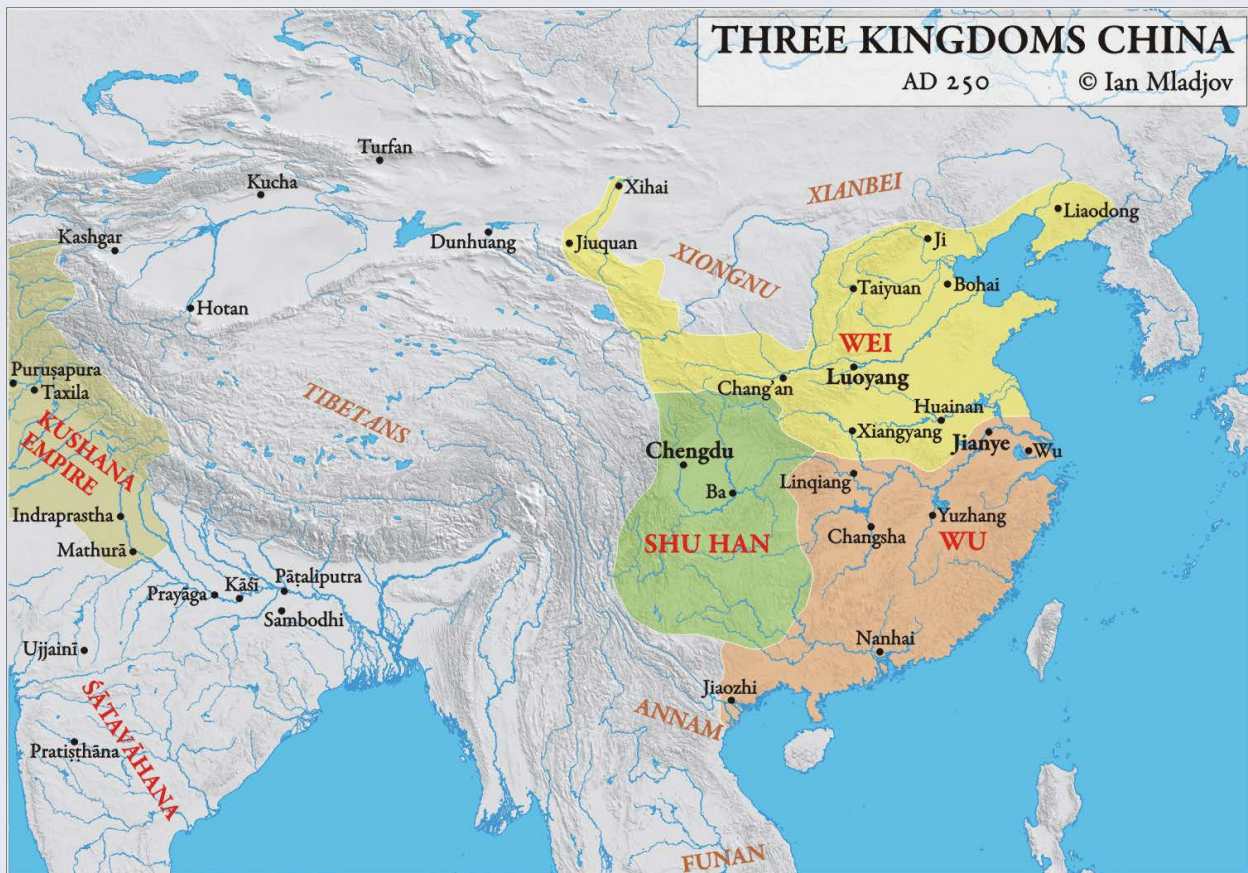 THREE KINGDOMS CHINA
AD 250 © Ian Mladjov
Turfan
Kucha
Xihai
XIANBEI
Liaodong
Kashgar
Dunhuang
Jiuquan
Ji
XIONGNU
Taiyuan
Bohai
Hotan
WEI
Luoyang
Chang'an
Puruṣapura
Taxila
TIBETANS
Huainan
Xiangyang
Jianye
Wu
KUSHANA
EMPIRE
Chengdu
Ba
Linqiang
Indraprastha
Yuzhang
Changsha
WU
SHU HAN
Mathurā
Prayāga
Kāśī
Pāṭaliputra
Sambodhi
Ujjainī
Nanhai
Jiaozhi
ANNAM
ŚĀTAVĀHANA
Pratiṣṭhāna
FUNAN